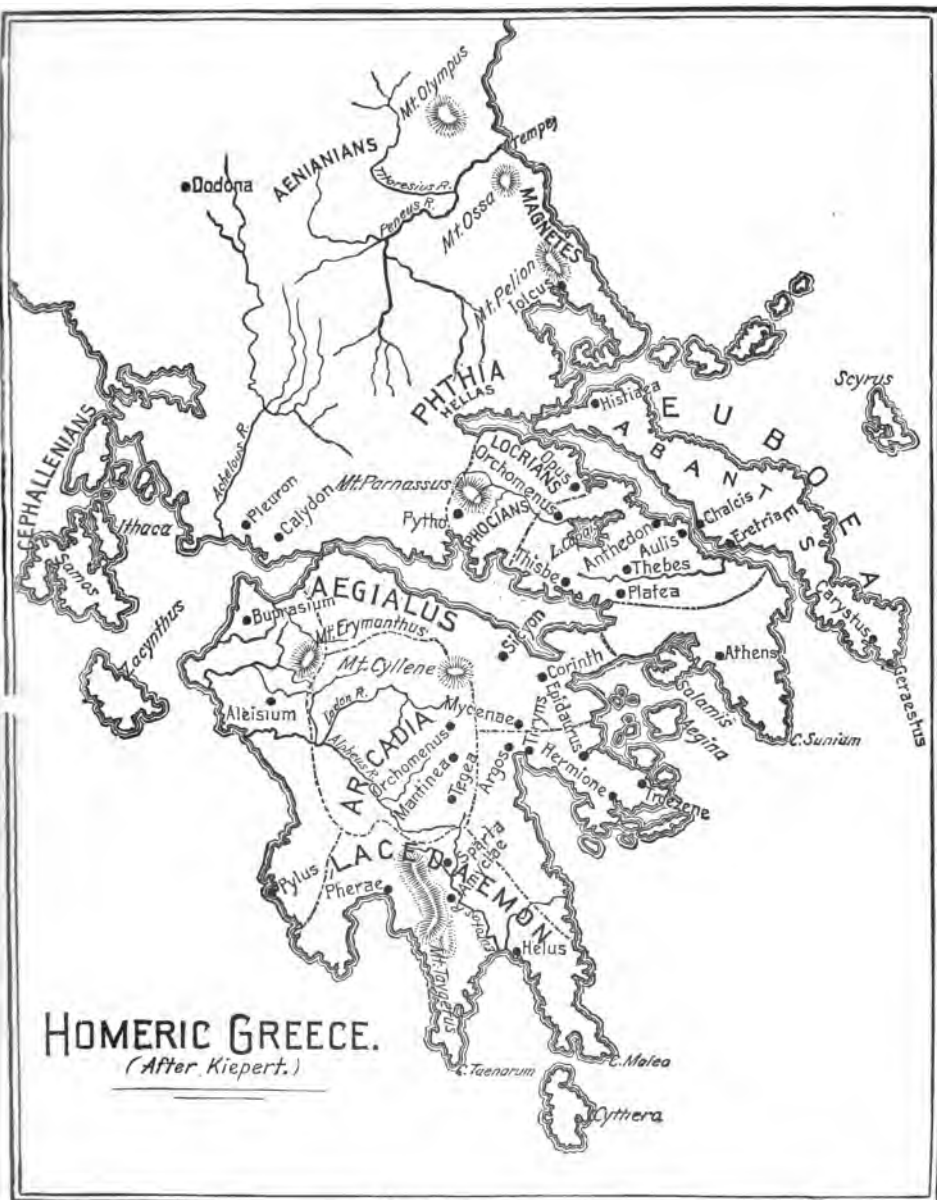 Mt. Olympus
Tempe
AENIANIANS
Dodona
Titaresius R.
Peneus R.
Mt. Ossa
MAGNETES
Mt. Pelion
Iolcus
PHTHIA
HELLAS
Scyrus
Histiaea
EUBOEA
ABANTES
CEPHALLENIANS
Achelous R.
LOCRIANS
Opus
Orchomenus
Mt. Parnassus
Pleuron
Calydon
Pytho
PHOCIANS
L. Copais
Anthedon
Chalcis
Eretria
Ithaca
Aulis
Thebes
Thisbe
Platea
Samos
AEGIALUS
Buprasium
Mt. Erymanthus
Sicyon
Carystus
Geraestus
Zacynthus
Mt. Cyllene
Corinth
Athens
Aleisium
Ladon R.
Mycenae
Tiryns
Epidaurus
Salamis
Aegina
C. Sunium
ARCADIA
Alpheus R.
Orchomenus
Mantinea
Tegea
Argos
Hermione
Troezene
LACEDAEMON
Sparta
Amyclae
Pylus
Pherae
Helus
Mt. Taygetus
HOMERIC GREECE.
(After Kiepert.)
C. Taenarum
C. Malea
Cythera